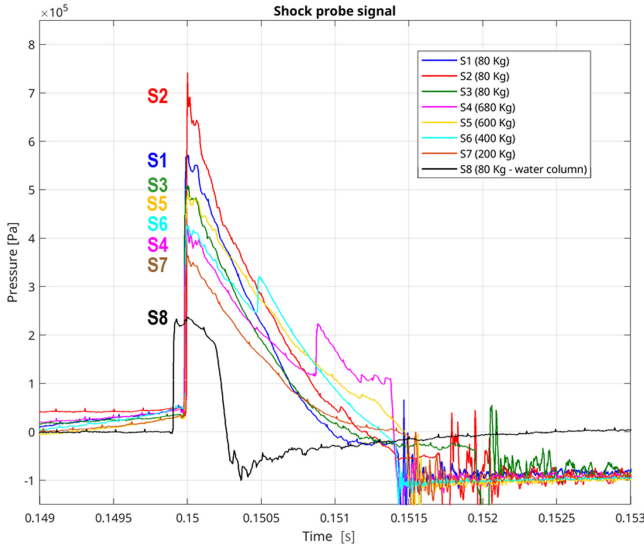 Shock probe signal
×10⁵
8
7
6
5
4
3
2
1
0
-1
Pressure [Pa]
S2
S1
S3
S5
S6
S4
S7
S8
S1 (80 Kg)
S2 (80 Kg)
S3 (80 Kg)
S4 (680 Kg)
S5 (600 Kg)
S6 (400 Kg)
S7 (200 Kg)
S8 (80 Kg - water column)
0.149 0.1495 0.15 0.1505 0.151 0.1515 0.152 0.1525 0.153
Time [s]